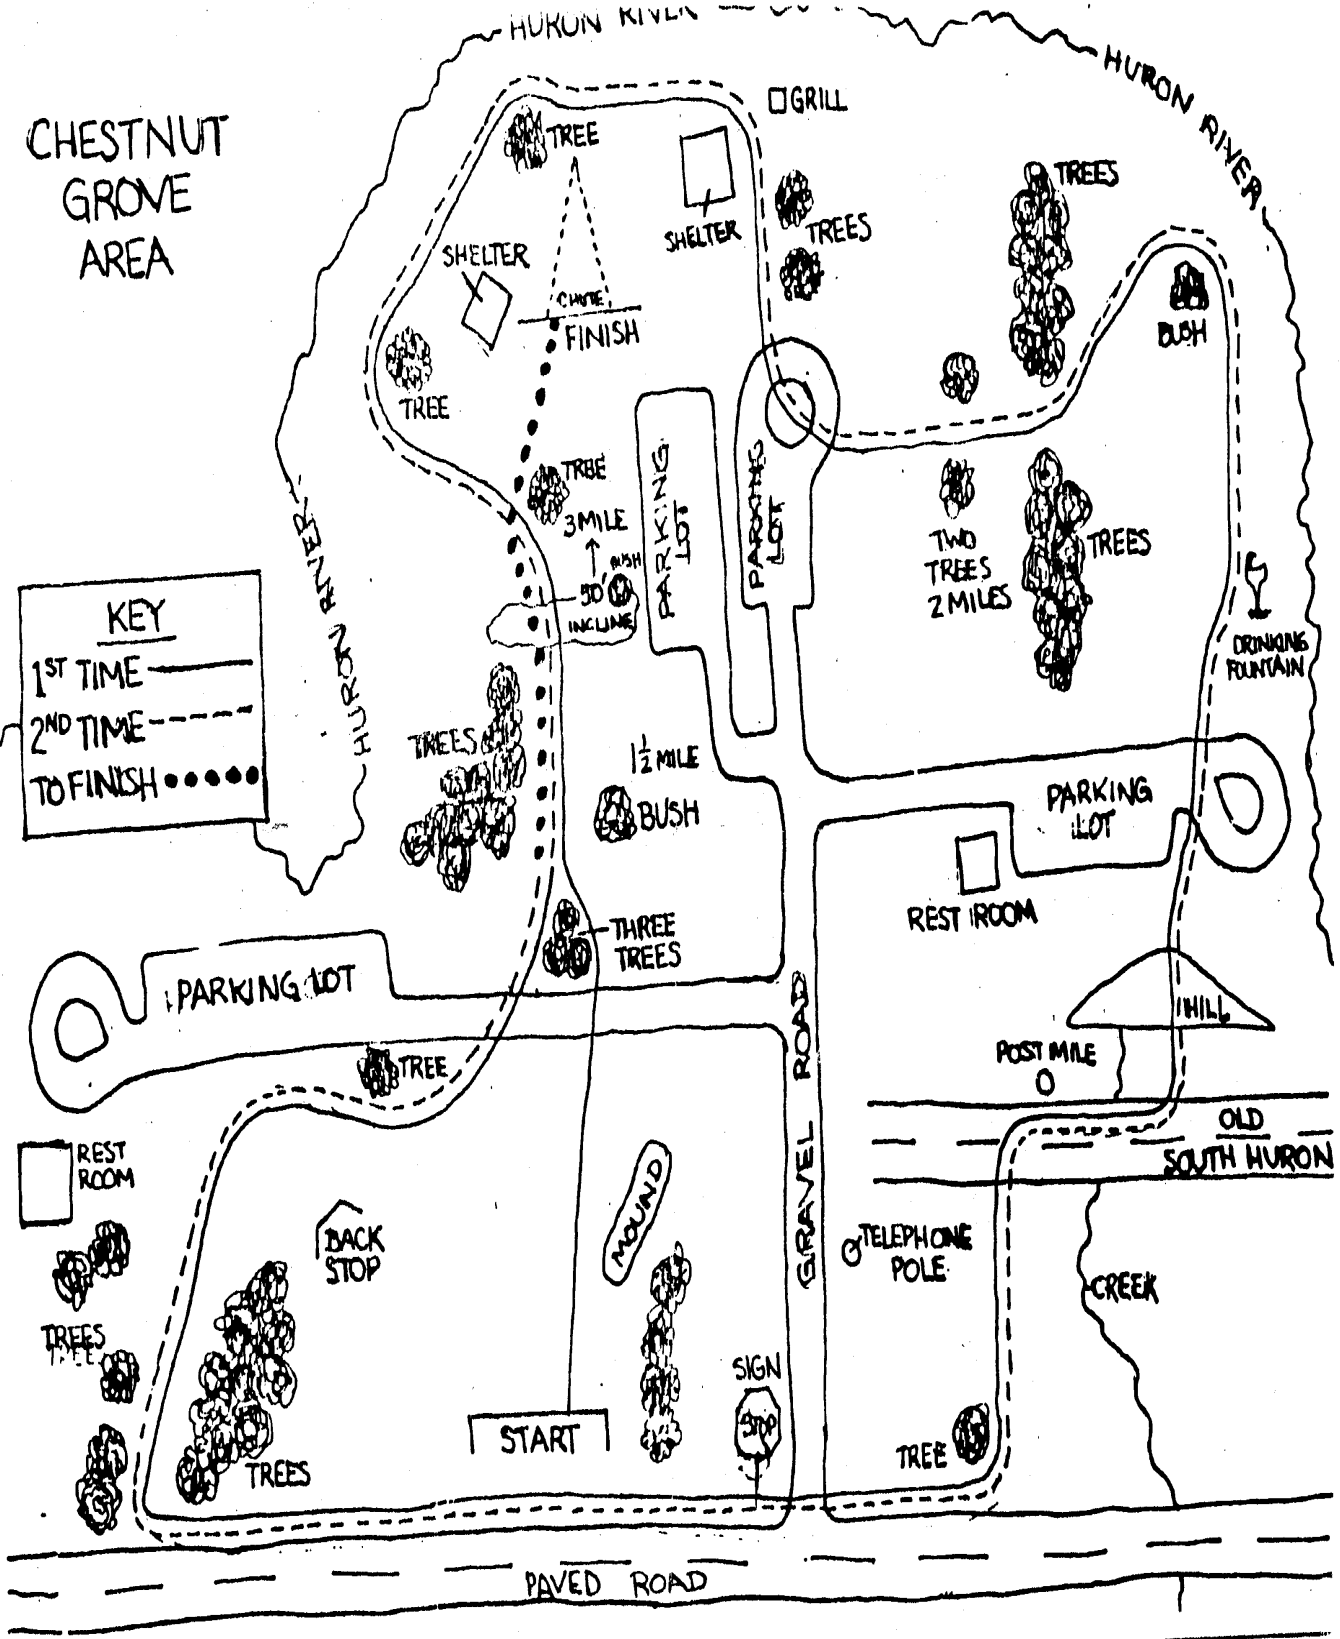 HURON RIVER
HURON RIVER
CHESTNUT
GROVE
AREA
GRILL
TREE
TREES
SHELTER
TREES
SHELTER
CHUTE
FINISH
BUSH
TREE
TREE
3 MILE
BUSH
50'
INCLINE
PARKING
LOT
PARKING
LOT
TWO
TREES
2 MILES
TREES
DRINKING
FOUNTAIN
HURON RIVER
KEY
1ST TIME
2ND TIME
TO FINISH
TREES
1 1/2 MILE
BUSH
PARKING
LOT
REST ROOM
THREE
TREES
PARKING LOT
HILL
POST MILE
TREE
GRAVEL ROAD
OLD
SOUTH HURON
REST
ROOM
MOUND
BACK
STOP
TELEPHONE
POLE
CREEK
TREES
TREE
SIGN
STOP
START
TREE
TREES
PAVED ROAD